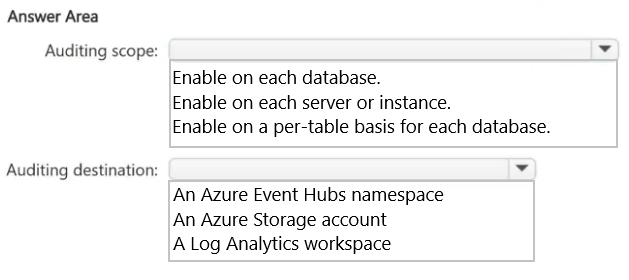 Answer Area
Auditing scope:
Enable on each database.
Enable on each server or instance.
Enable on a per-table basis for each database.
Auditing destination:
An Azure Event Hubs namespace
An Azure Storage account
A Log Analytics workspace